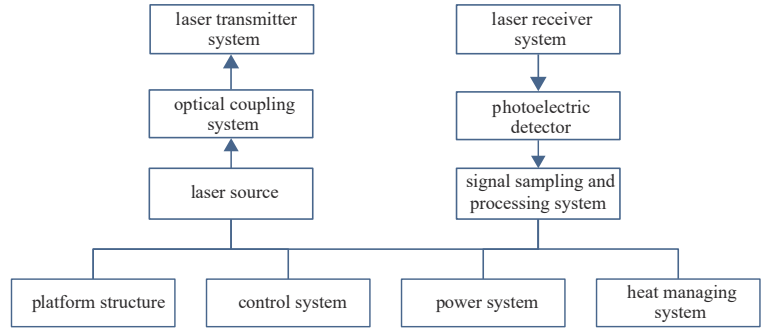 laser transmitter
system
laser receiver
system
optical coupling
system
photoelectric
detector
laser source
signal sampling and
processing system
platform structure
control system
power system
heat managing
system